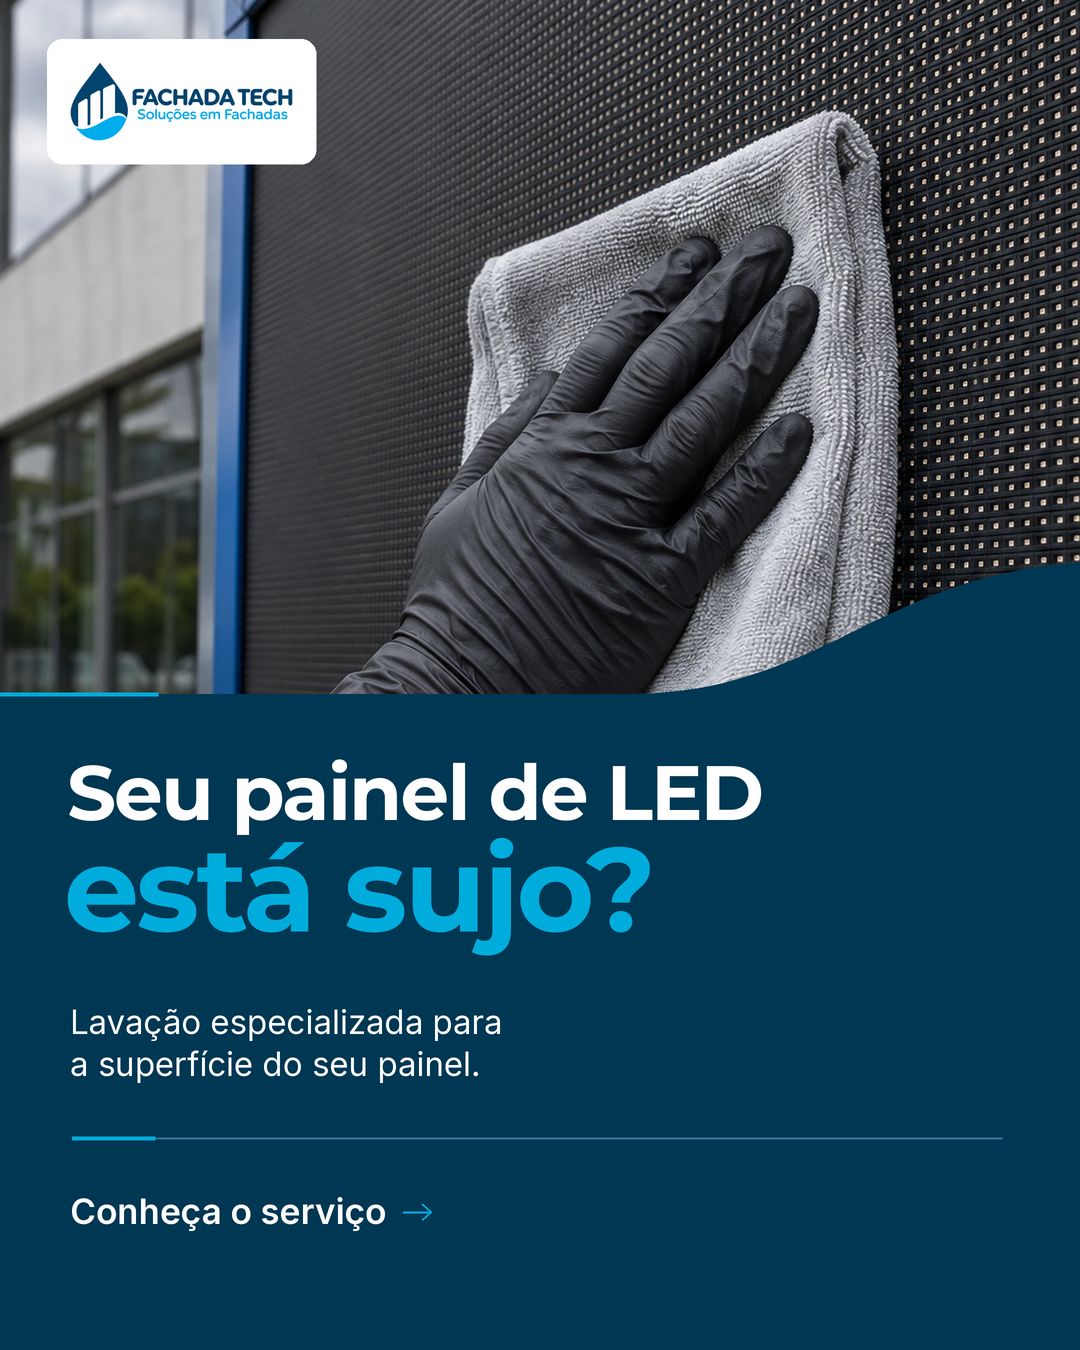 FACHADA TECH
Soluções em Fachadas
Seu painel de LED
está sujo?
Lavação especializada para
a superfície do seu painel.
Conheça o serviço →